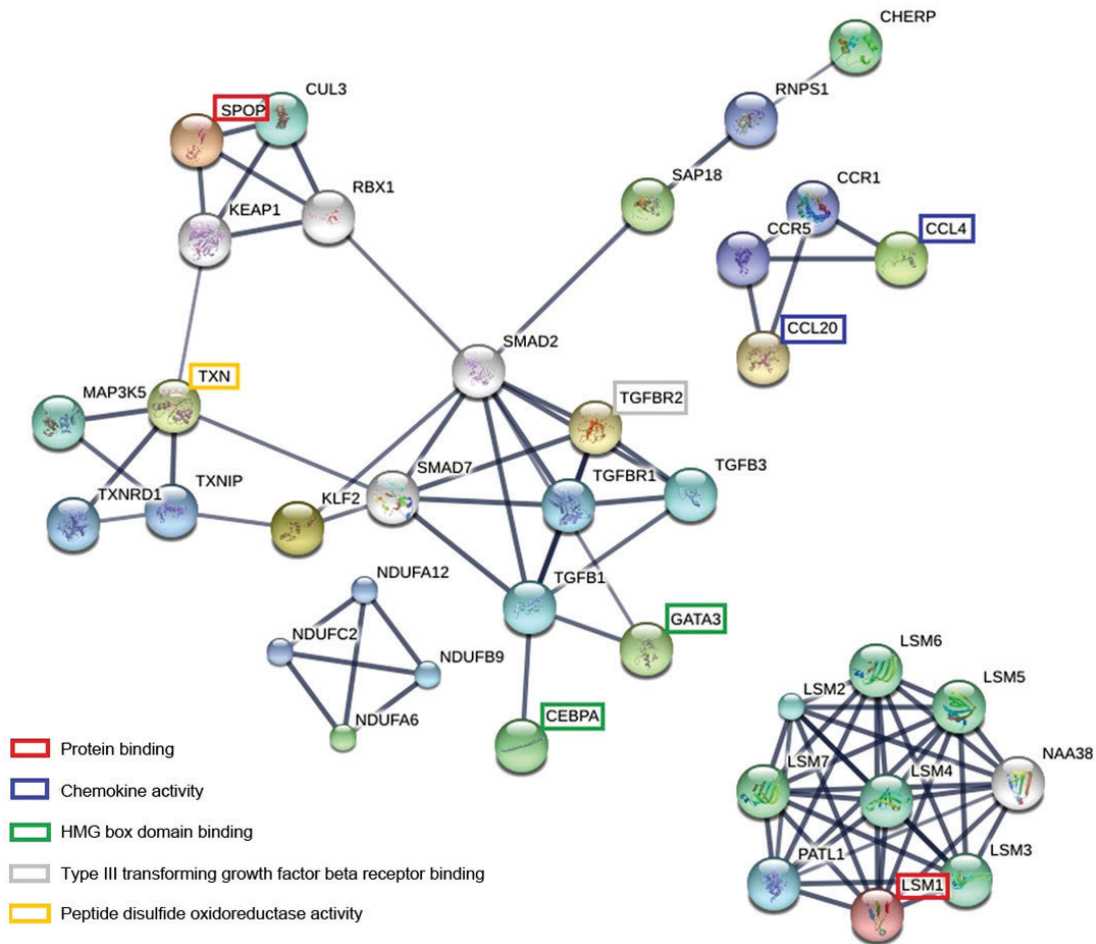 CHERP
CUL3
SPOP
RNPS1
SAP18
CCR1
RBX1
KEAP1
CCR5
CCL4
CCL20
SMAD2
TXN
MAP3K5
TGFBR2
SMAD7
TGFBR1
TGFB3
TXNRD1
TXNIP
KLF2
NDUFA12
TGFB1
GATA3
NDUFC2
NDUFB9
LSM6
LSM5
LSM2
NDUFA6
CEBPA
NAA38
LSM7
LSM4
PATL1
LSM3
LSM1
Protein binding
Chemokine activity
HMG box domain binding
Type III transforming growth factor beta receptor binding
Peptide disulfide oxidoreductase activity